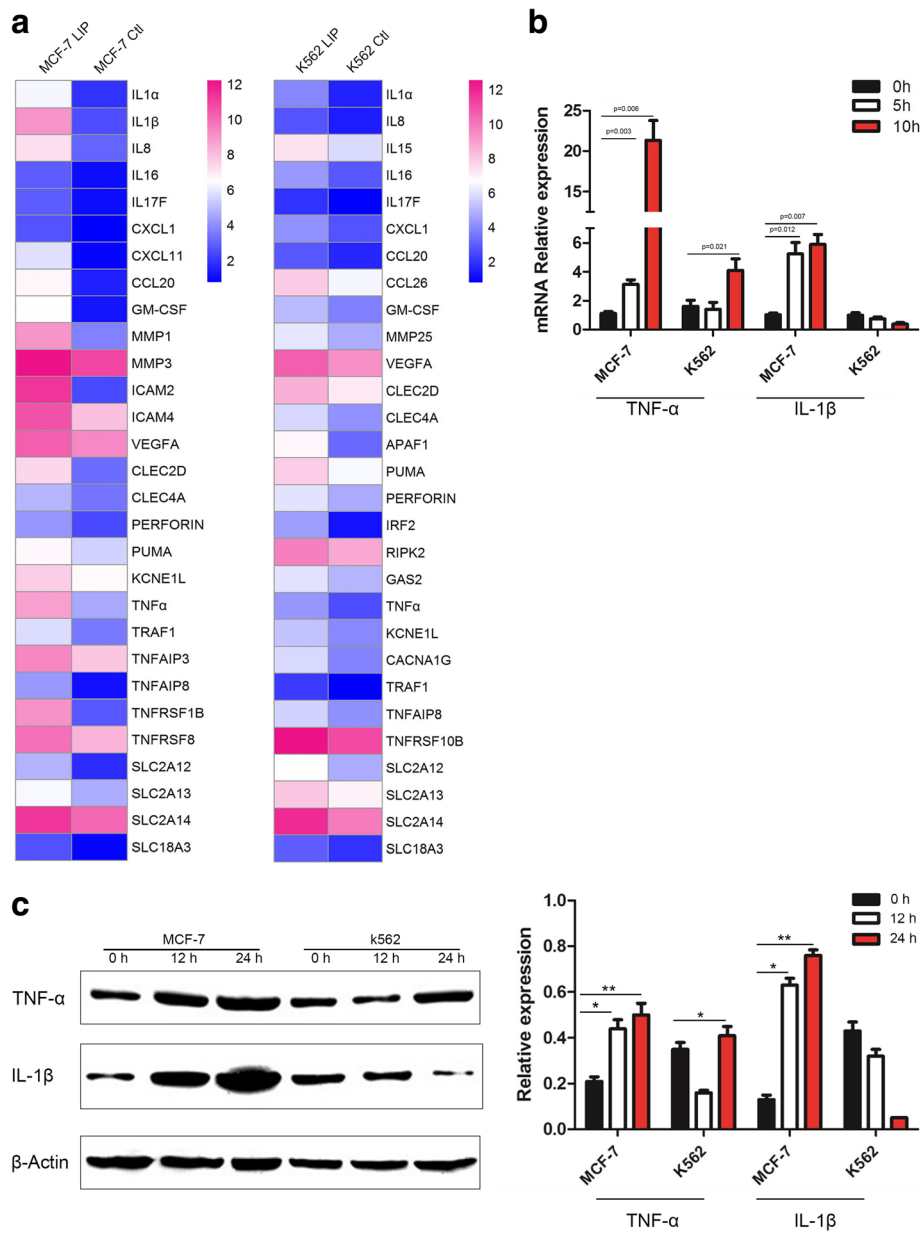 a
MCF-7 LIP
MCF-7 Ctl
12
10
8
6
4
2
IL1α
IL1β
IL8
IL16
IL17F
CXCL1
CXCL11
CCL20
GM-CSF
MMP1
MMP3
ICAM2
ICAM4
VEGFA
CLEC2D
CLEC4A
PERFORIN
PUMA
KCNE1L
TNFα
TRAF1
TNFAIP3
TNFAIP8
TNFRSF1B
TNFRSF8
SLC2A12
SLC2A13
SLC2A14
SLC18A3
K562 LIP
K562 Ctl
12
10
8
6
4
2
IL1α
IL8
IL15
IL16
IL17F
CXCL1
CCL20
CCL26
GM-CSF
MMP25
VEGFA
CLEC2D
CLEC4A
APAF1
PUMA
PERFORIN
IRF2
RIPK2
GAS2
TNFα
KCNE1L
CACNA1G
TRAF1
TNFAIP8
TNFRSF10B
SLC2A12
SLC2A13
SLC2A14
SLC18A3
b
0h
5h
10h
mRNA Relative expression
25
20
15
6
4
2
0
p=0.006
p=0.003
p=0.021
p=0.007
p=0.012
MCF-7
K562
MCF-7
K562
TNF-α
IL-1β
c
MCF-7
k562
0 h
12 h
24 h
0 h
12 h
24 h
TNF-α
IL-1β
β-Actin
0 h
12 h
24 h
Relative expression
1.0
0.8
0.6
0.4
0.2
0.0
**
*
*
**
*
MCF-7
K562
MCF-7
K562
TNF-α
IL-1β